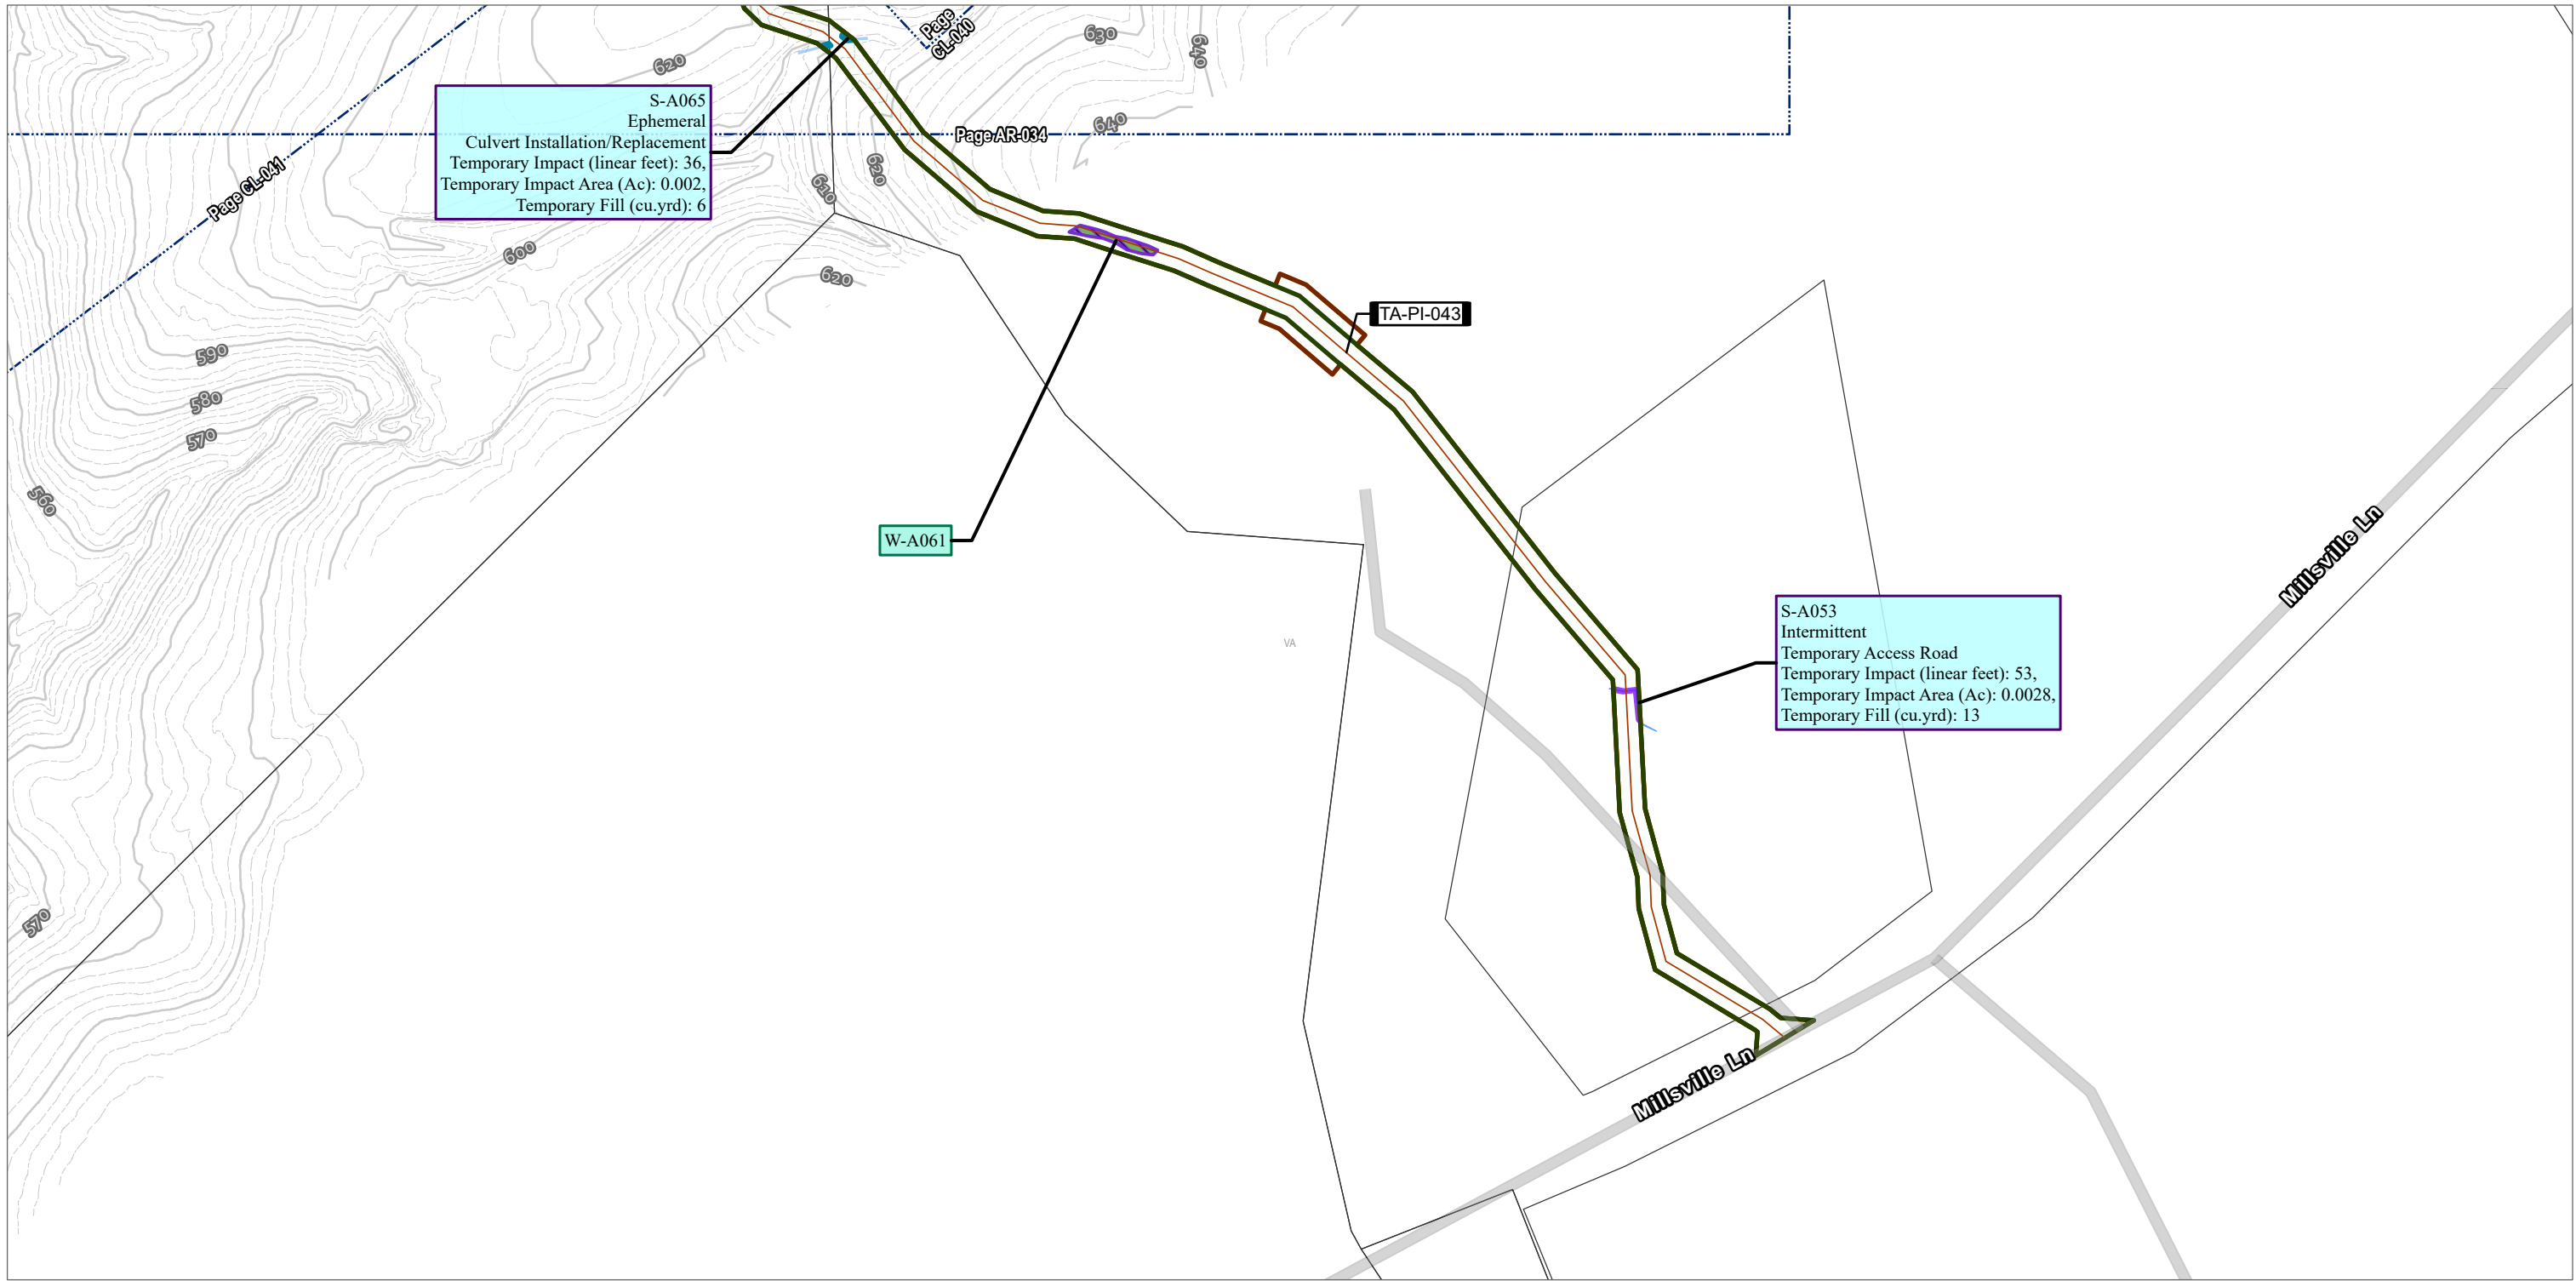 Page
CL-040
630
640
620
S-A065
Ephemeral
Culvert Installation/Replacement
Temporary Impact (linear feet): 36,
Temporary Impact Area (Ac): 0.002,
Temporary Fill (cu.yrd): 6
640
Page AR-034
620
610
Page CL-041
600
620
TA-PI-043
590
580
570
560
W-A061
Millsville Ln
S-A053
Intermittent
Temporary Access Road
Temporary Impact (linear feet): 53,
Temporary Impact Area (Ac): 0.0028,
Temporary Fill (cu.yrd): 13
VA
570
Millsville Ln